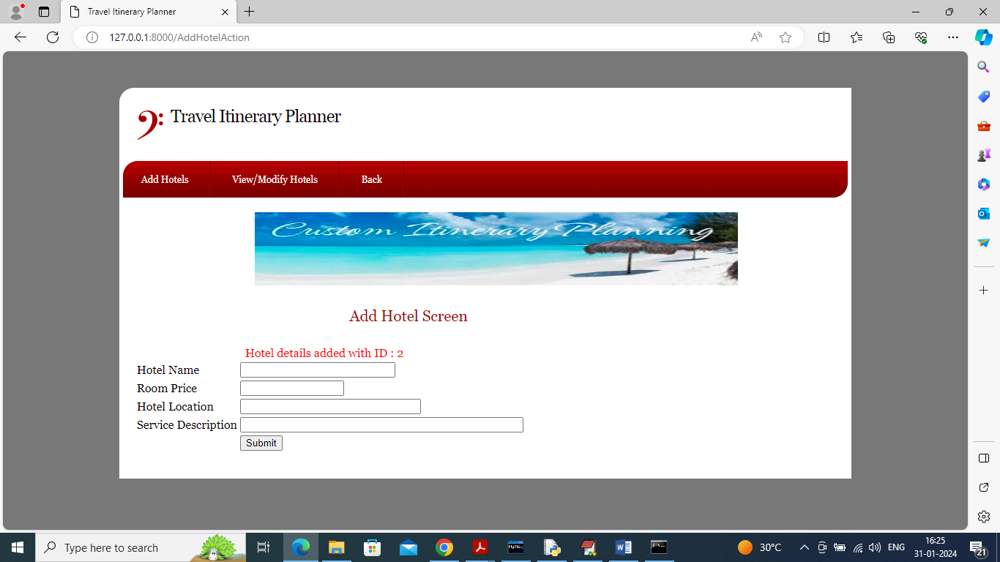 Travel Itinerary Planner
127.0.0.1:8000/AddHotelAction
Travel Itinerary Planner
Add Hotels
View/Modify Hotels
Back
Custom Itinerary Planning
Add Hotel Screen
Hotel details added with ID : 2
Hotel Name
Room Price
Hotel Location
Service Description
Submit
Type here to search
30°C
ENG
16:25
31-01-2024
21